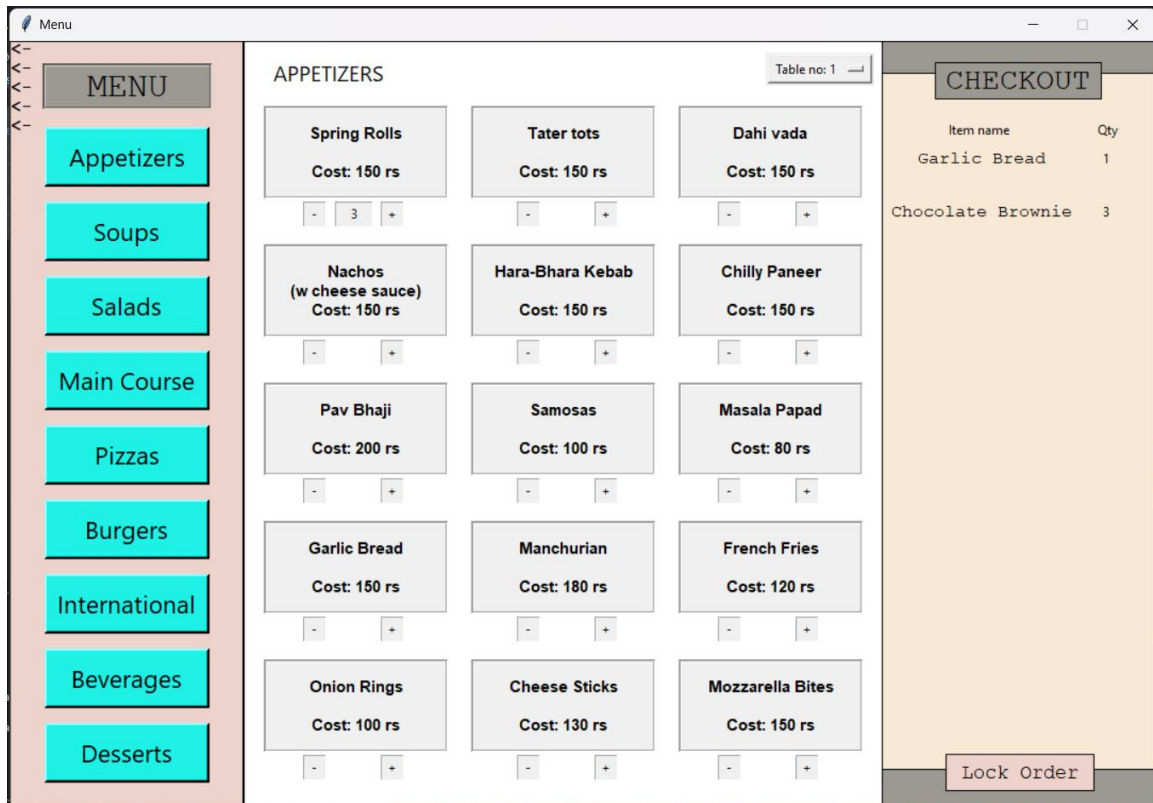 Menu
<-
<-
<-
<-
<-
MENU
Appetizers
Soups
Salads
Main Course
Pizzas
Burgers
International
Beverages
Desserts
APPETIZERS
Table no: 1
Spring Rolls
Cost: 150 rs
- 3 +
Tater tots
Cost: 150 rs
- +
Dahi vada
Cost: 150 rs
- +
Nachos
(w cheese sauce)
Cost: 150 rs
- +
Hara-Bhara Kebab
Cost: 150 rs
- +
Chilly Paneer
Cost: 150 rs
- +
Pav Bhaji
Cost: 200 rs
- +
Samosas
Cost: 100 rs
- +
Masala Papad
Cost: 80 rs
- +
Garlic Bread
Cost: 150 rs
- +
Manchurian
Cost: 180 rs
- +
French Fries
Cost: 120 rs
- +
Onion Rings
Cost: 100 rs
- +
Cheese Sticks
Cost: 130 rs
- +
Mozzarella Bites
Cost: 150 rs
- +
CHECKOUT
Item name Qty
Garlic Bread 1
Chocolate Brownie 3
Lock Order